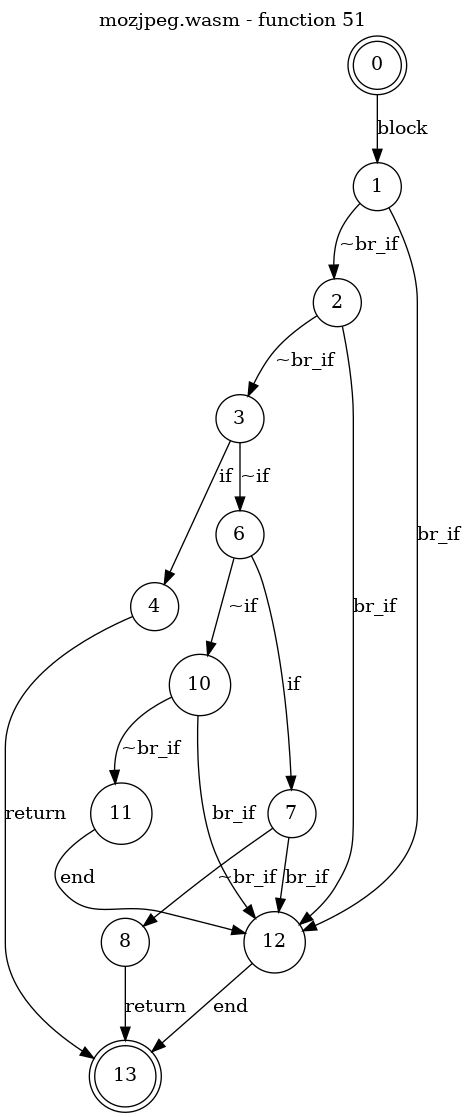 mozjpeg.wasm - function 51
0
block
1
~br_if
2
~br_if
3
br_if
if
~if
6
4
br_if
~if
10
if
~br_if
return
11
br_if
7
end
~br_if
br_if
8
12
return
end
13